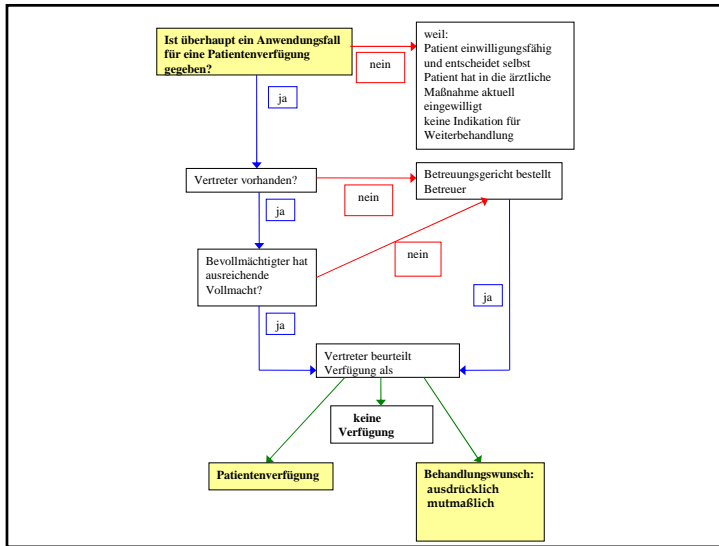 Ist überhaupt ein Anwendungsfall
für eine Patientenverfügung
gegeben?
nein
weil:
Patient einwilligungsfähig
und entscheidet selbst
Patient hat in die ärztliche
Maßnahme aktuell
eingewilligt
keine Indikation für
Weiterbehandlung
ja
Vertreter vorhanden?
nein
Betreuungsgericht bestellt
Betreuer
ja
Bevollmächtigter hat
ausreichende
Vollmacht?
nein
ja
ja
Vertreter beurteilt
Verfügung als
keine
Verfügung
Patientenverfügung
Behandlungswunsch:
ausdrücklich
mutmaßlich